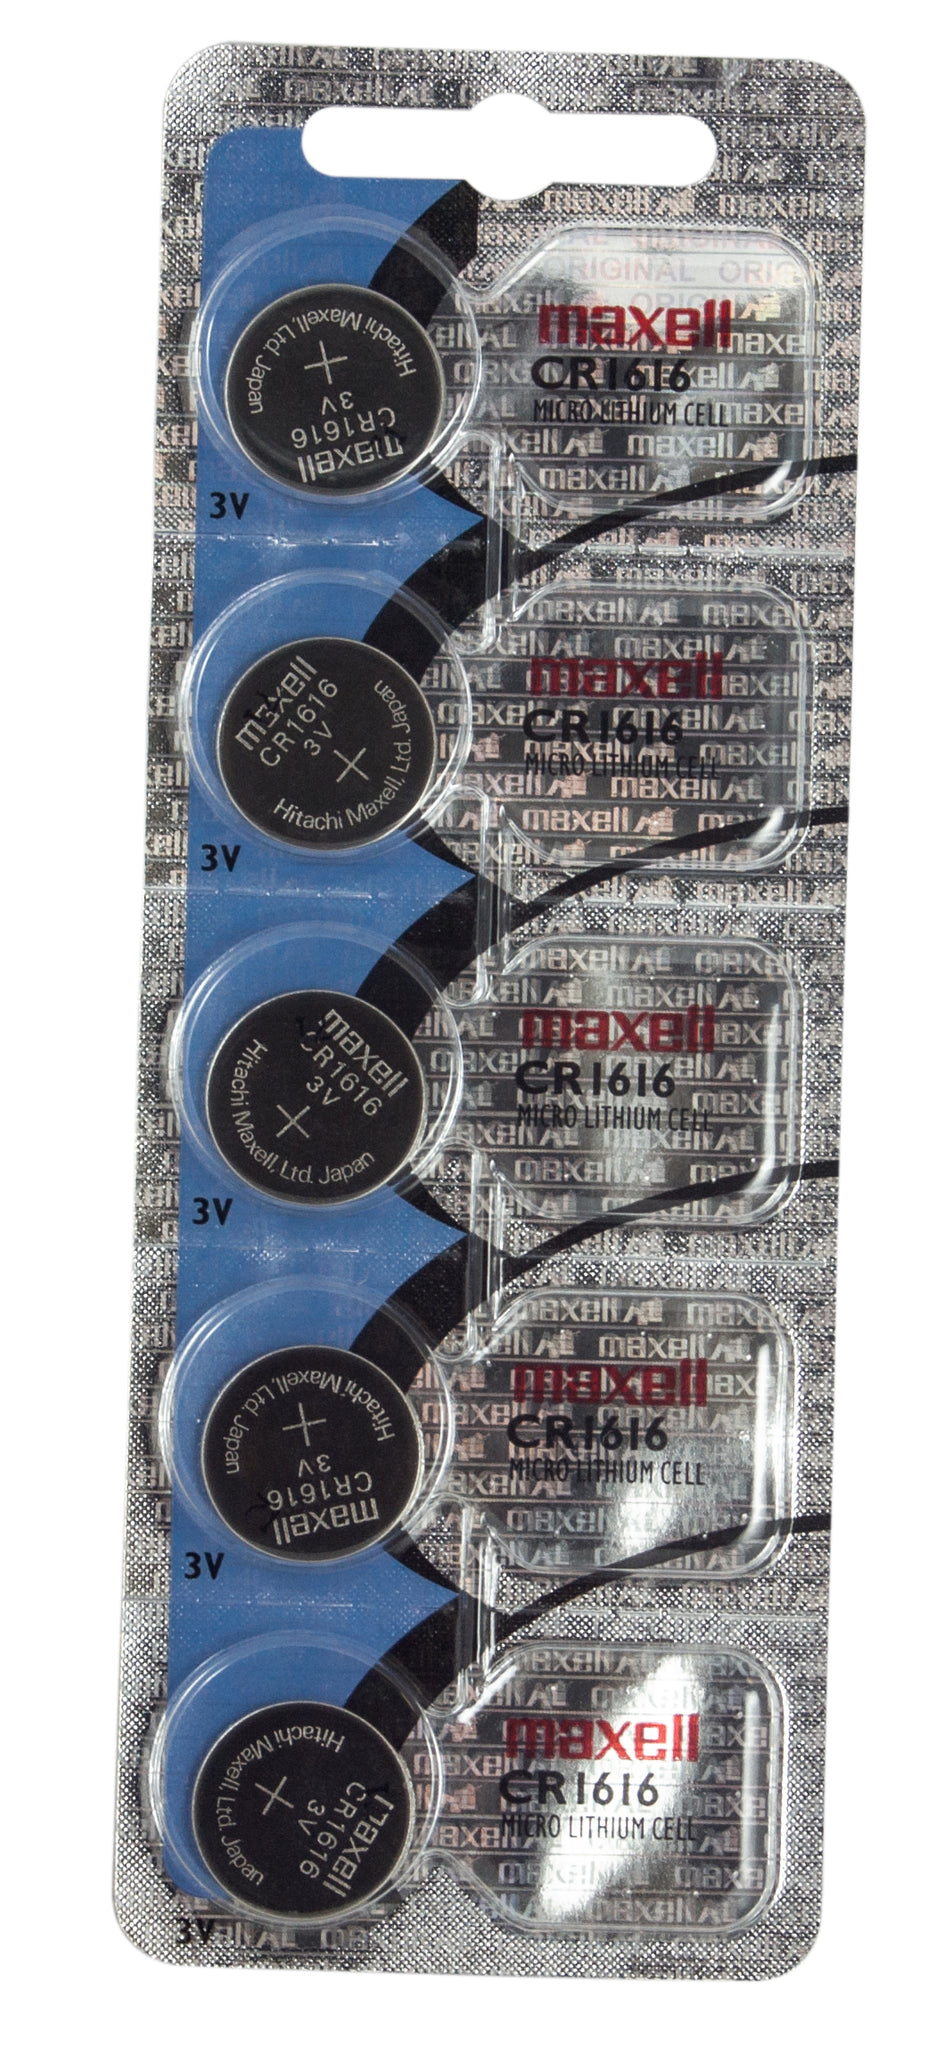 ORIGINAL
ORIGINAL
maxell
CR1616
MICRO LITHIUM CELL
Hitachi Maxell, Ltd. Japan
+
3V
CR1616
maxell
3V
maxell
CR1616
MICRO LITHIUM CELL
maxell
CR1616
3V
+
Hitachi Maxell, Ltd. Japan
3V
maxell
CR1616
MICRO LITHIUM CELL
maxell
CR1616
3V
+
Hitachi Maxell, Ltd. Japan
3V
maxell
CR1616
MICRO LITHIUM CELL
Hitachi Maxell, Ltd. Japan
+
3V
CR1616
maxell
3V
maxell
CR1616
MICRO LITHIUM CELL
Hitachi Maxell, Ltd. Japan
+
3V
CR1616
maxell
3V